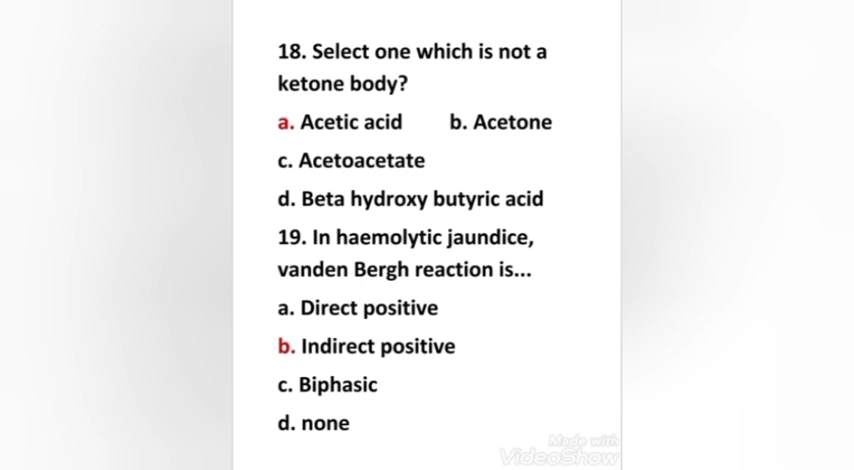 18. Select one which is not a
ketone body?
a. Acetic acid b. Acetone
c. Acetoacetate
d. Beta hydroxy butyric acid
19. In haemolytic jaundice,
vanden Bergh reaction is...
a. Direct positive
b. Indirect positive
c. Biphasic
d. none
Made with
VideoShow